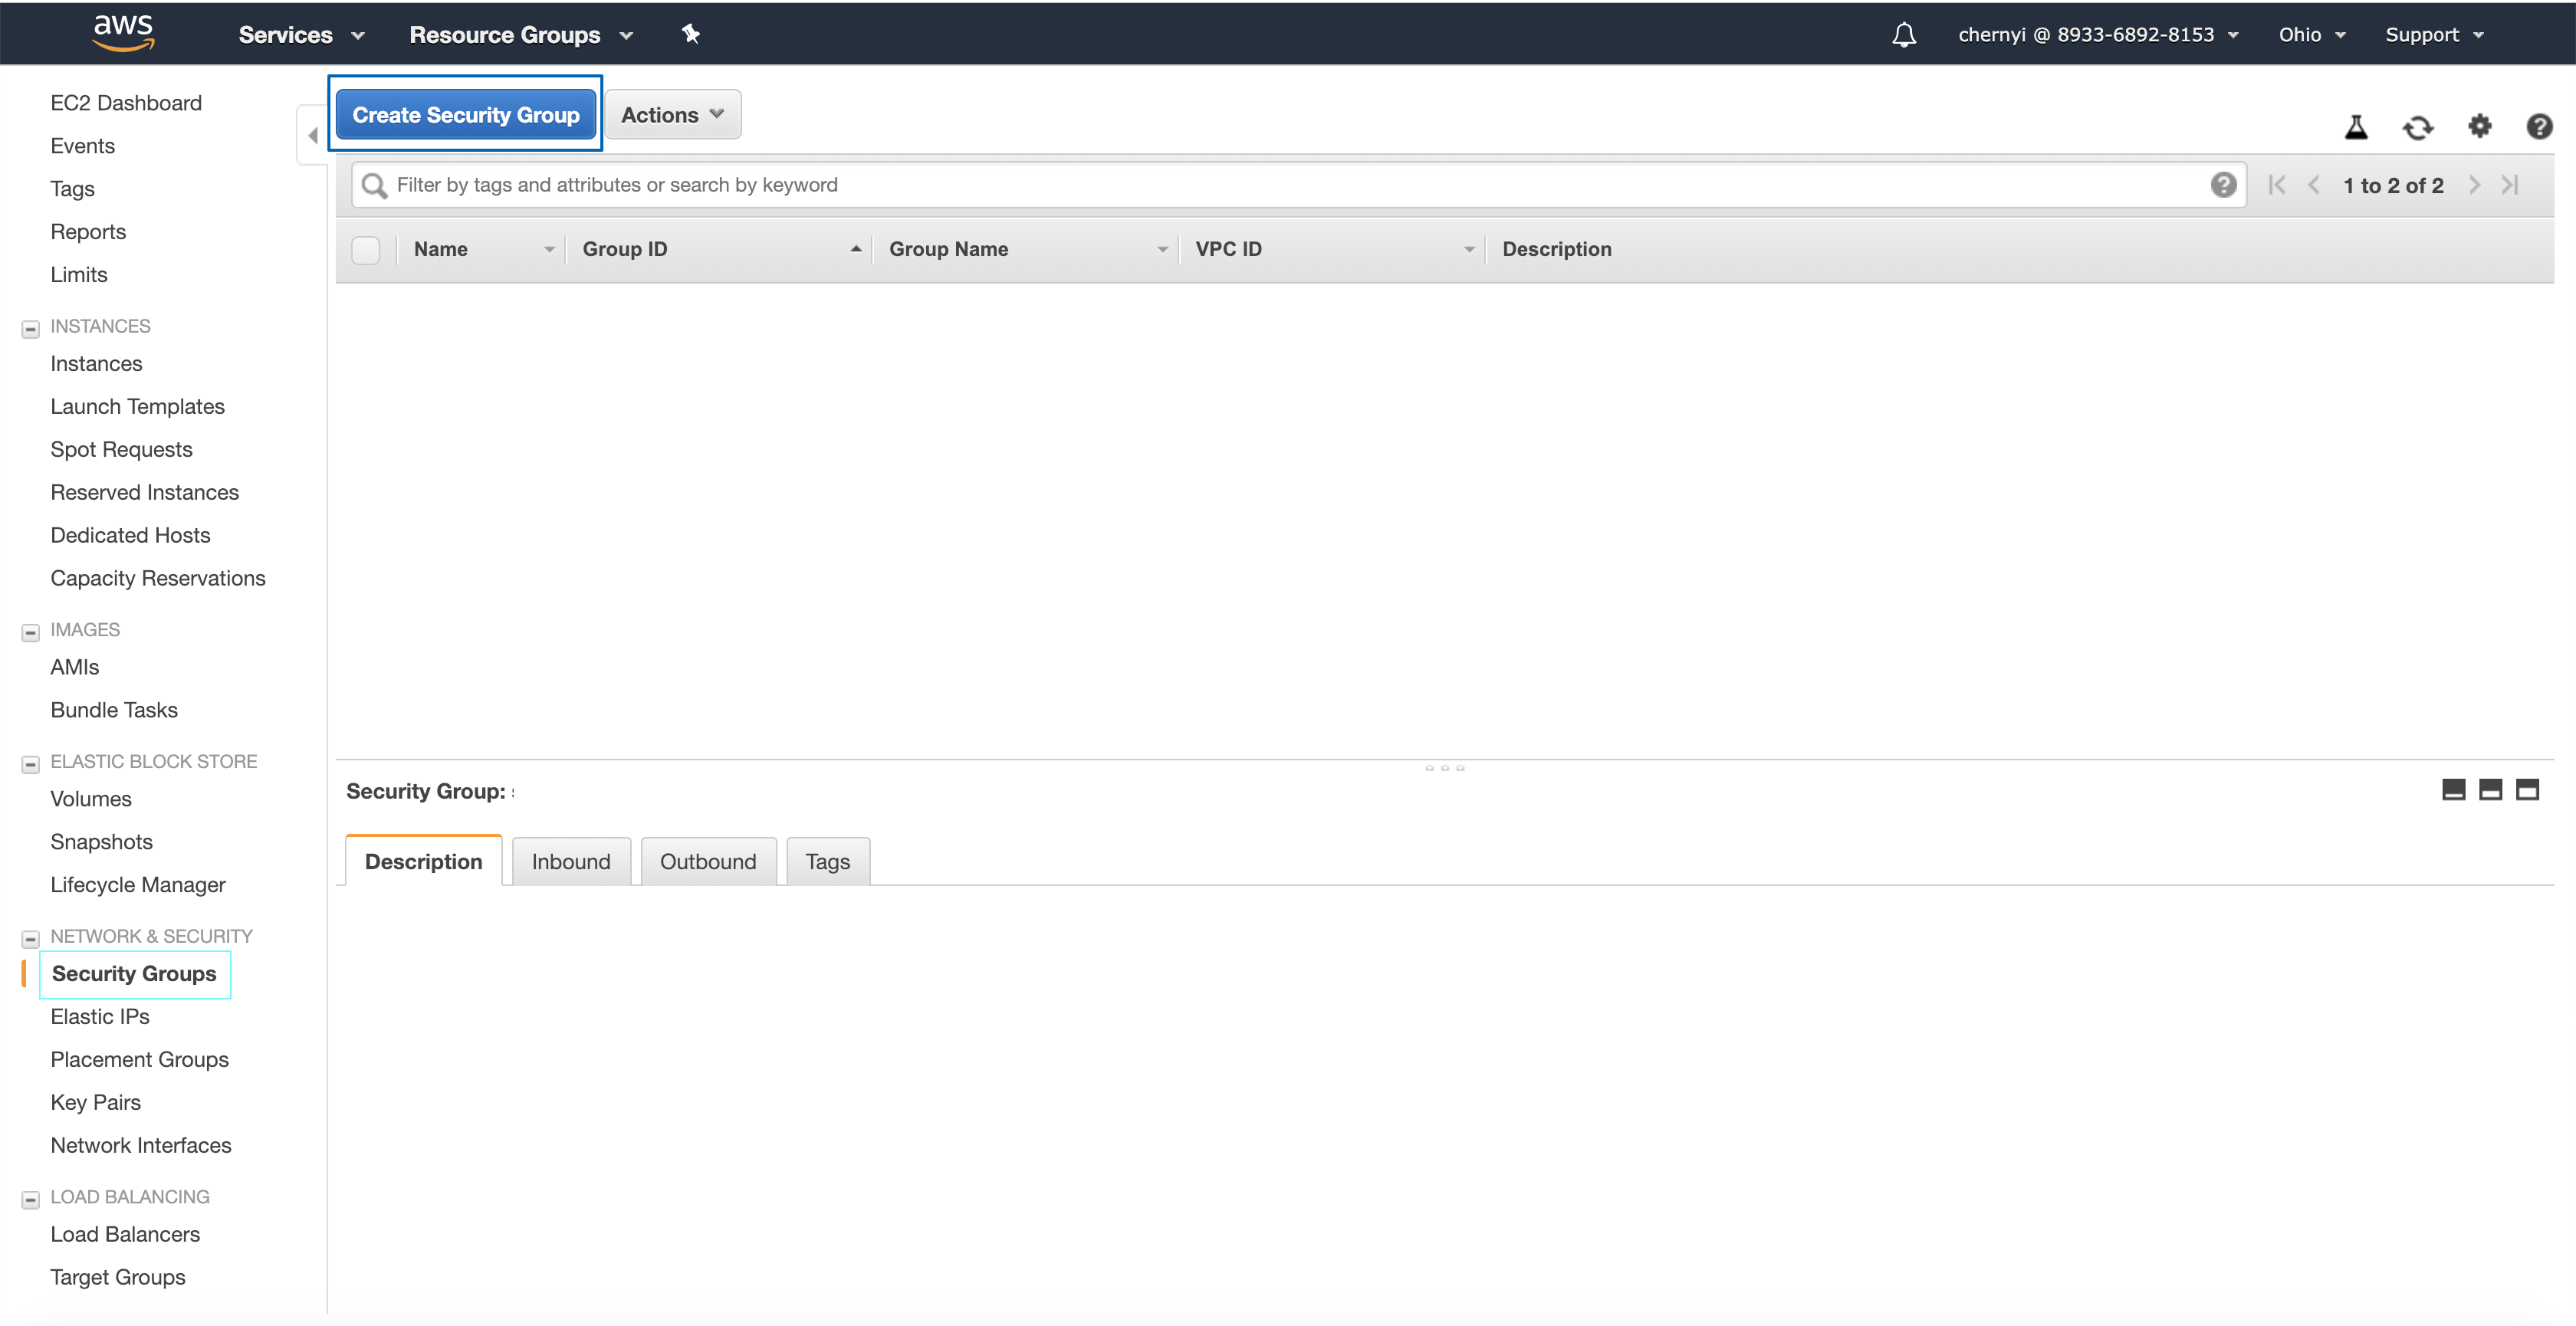 aws Services Resource Groups chernyi @ 8933-6892-8153 Ohio Support
EC2 Dashboard
Events
Tags
Reports
Limits
INSTANCES
Instances
Launch Templates
Spot Requests
Reserved Instances
Dedicated Hosts
Capacity Reservations
IMAGES
AMIs
Bundle Tasks
ELASTIC BLOCK STORE
Volumes
Snapshots
Lifecycle Manager
NETWORK & SECURITY
Security Groups
Elastic IPs
Placement Groups
Key Pairs
Network Interfaces
LOAD BALANCING
Load Balancers
Target Groups
Create Security Group Actions
Filter by tags and attributes or search by keyword 1 to 2 of 2
Name Group ID Group Name VPC ID Description
Security Group:
Description Inbound Outbound Tags